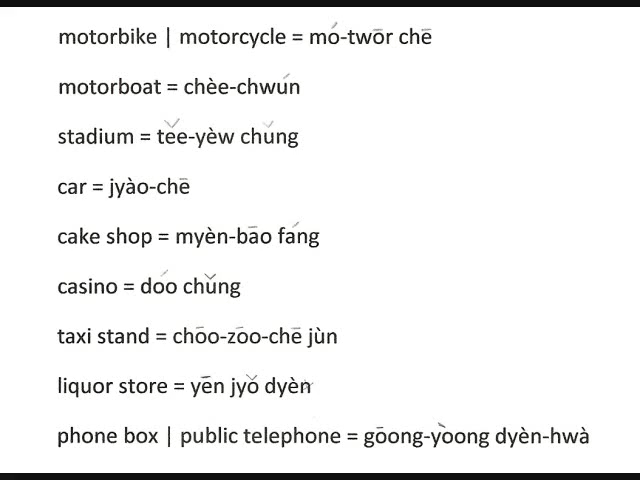 motorbike | motorcycle = mó-twōr chē
motorboat = chèe-chwún
stadium = tĕe-yèw chŭng
car = jyào-chē
cake shop = myèn-bāo fáng
casino = dóo chŭng
taxi stand = chōo-zōo-chē jùn
liquor store = yēn jyŏ dyèn
phone box | public telephone = gōong-yòong dyèn-hwà